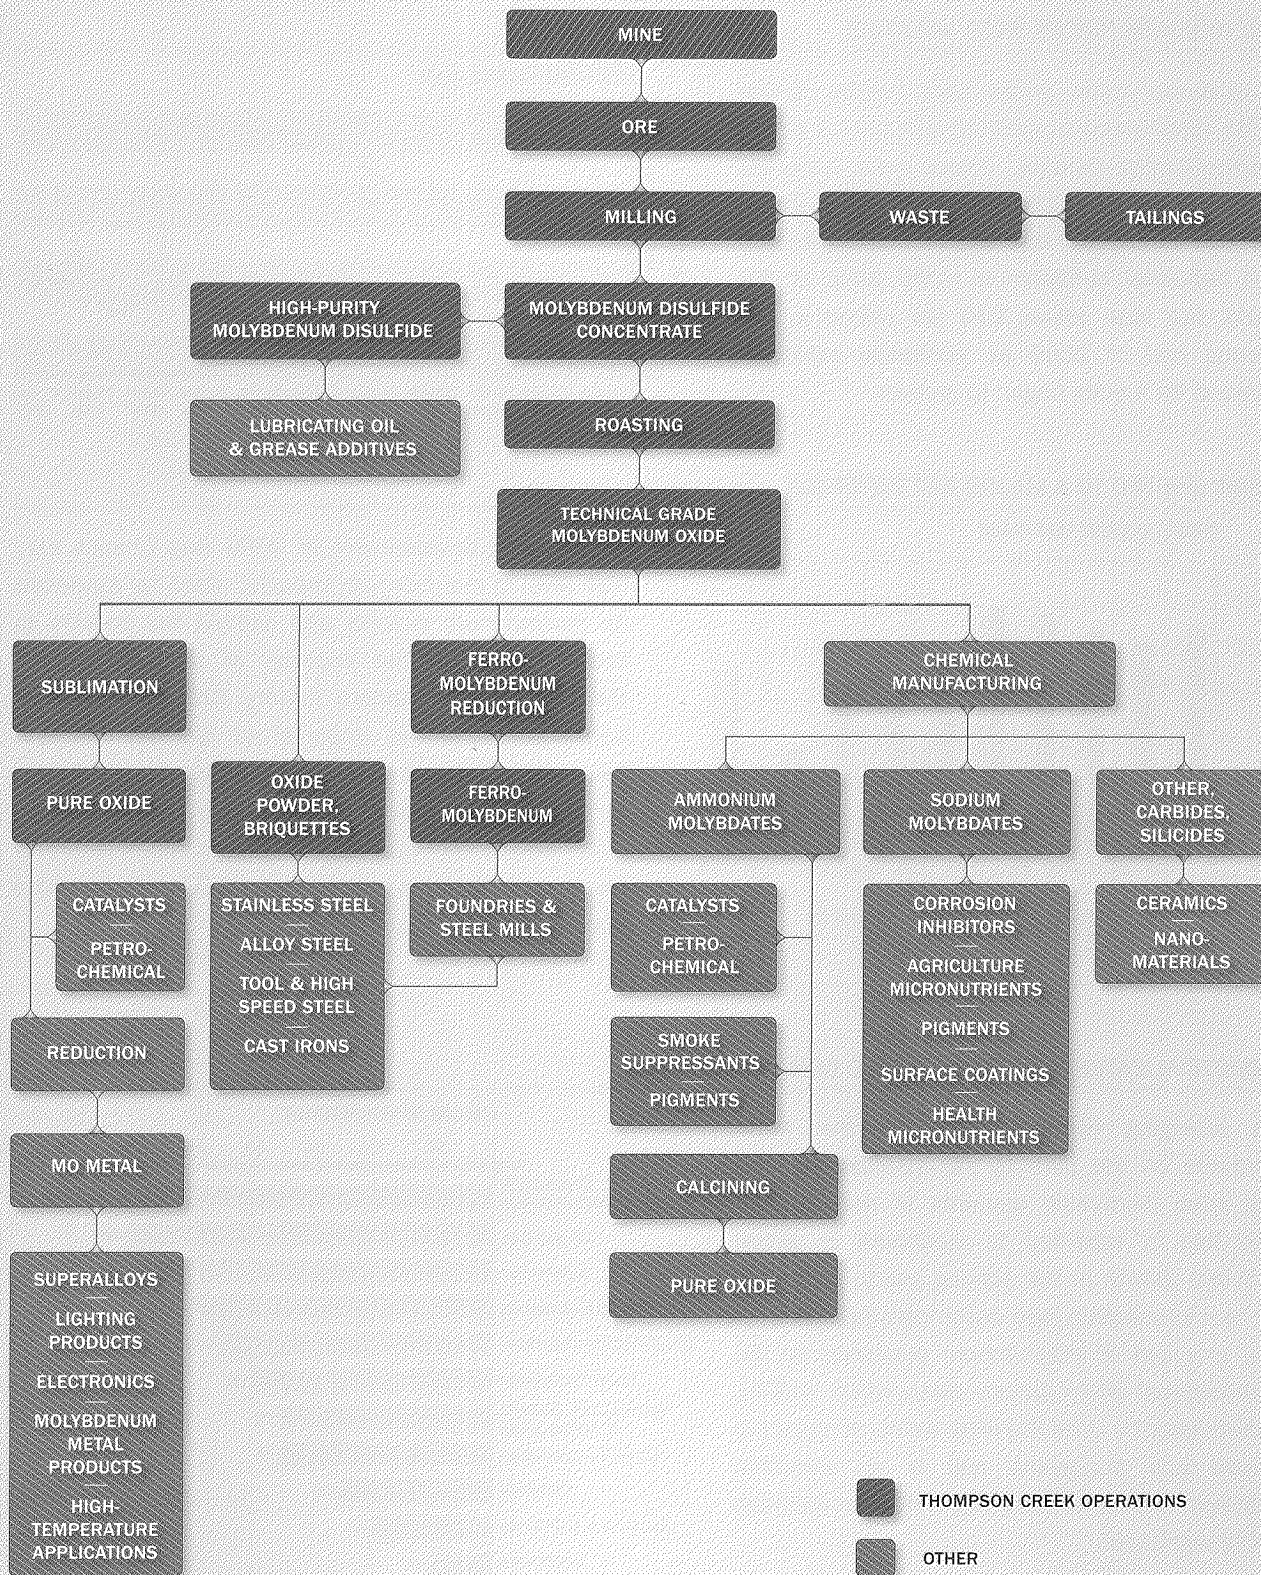 MINE
ORE
MILLING
WASTE
TAILINGS
HIGH-PURITY
MOLYBDENUM DISULFIDE
MOLYBDENUM DISULFIDE
CONCENTRATE
LUBRICATING OIL
& GREASE ADDITIVES
ROASTING
TECHNICAL GRADE
MOLYBDENUM OXIDE
SUBLIMATION
FERRO-
MOLYBDENUM
REDUCTION
CHEMICAL
MANUFACTURING
PURE OXIDE
OXIDE
POWDER,
BRIQUETTES
FERRO-
MOLYBDENUM
AMMONIUM
MOLYBDATES
SODIUM
MOLYBDATES
OTHER,
CARBIDES,
SILICIDES
CATALYSTS
PETRO-
CHEMICAL
STAINLESS STEEL
ALLOY STEEL
TOOL & HIGH
SPEED STEEL
CAST IRONS
FOUNDRIES &
STEEL MILLS
CATALYSTS
PETRO-
CHEMICAL
CORROSION
INHIBITORS
AGRICULTURE
MICRONUTRIENTS
PIGMENTS
SURFACE COATINGS
HEALTH
MICRONUTRIENTS
CERAMICS
NANO-
MATERIALS
REDUCTION
SMOKE
SUPPRESSANTS
PIGMENTS
MO METAL
CALCINING
PURE OXIDE
SUPERALLOYS
LIGHTING
PRODUCTS
ELECTRONICS
MOLYBDENUM
METAL
PRODUCTS
HIGH-
TEMPERATURE
APPLICATIONS
THOMPSON CREEK OPERATIONS
OTHER